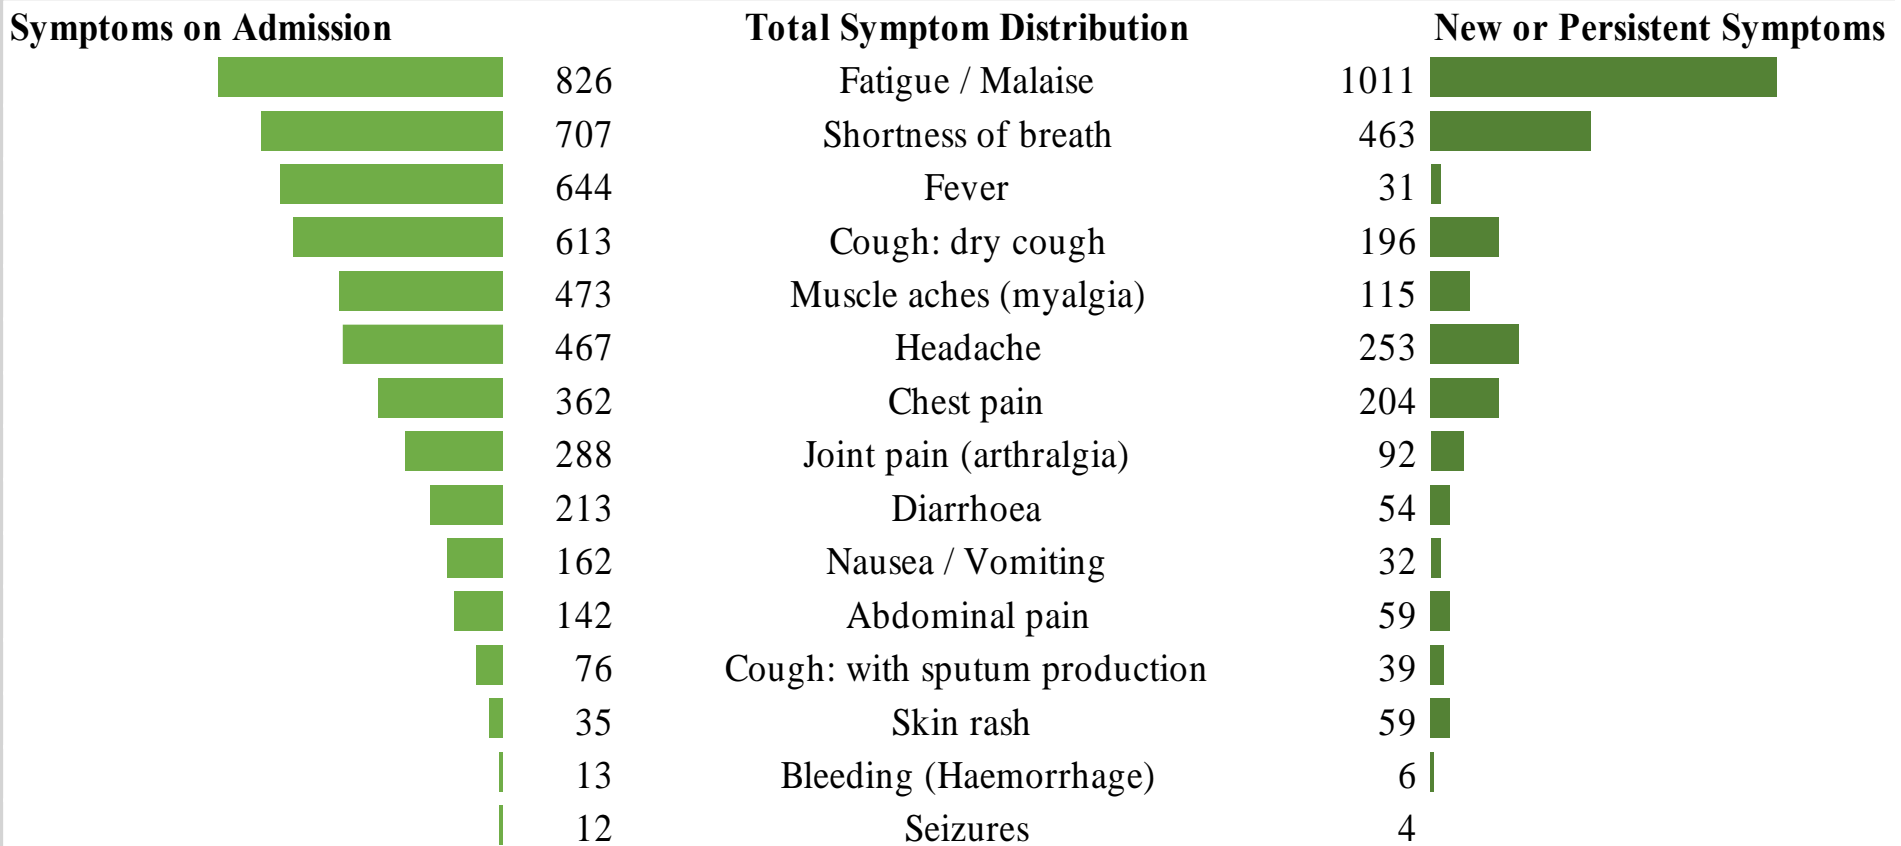 Symptoms on Admission Total Symptom Distribution New or Persistent Symptoms
826 Fatigue / Malaise 1011
707 Shortness of breath 463
644 Fever 31
613 Cough: dry cough 196
473 Muscle aches (myalgia) 115
467 Headache 253
362 Chest pain 204
288 Joint pain (arthralgia) 92
213 Diarrhoea 54
162 Nausea / Vomiting 32
142 Abdominal pain 59
76 Cough: with sputum production 39
35 Skin rash 59
13 Bleeding (Haemorrhage) 6
12 Seizures 4